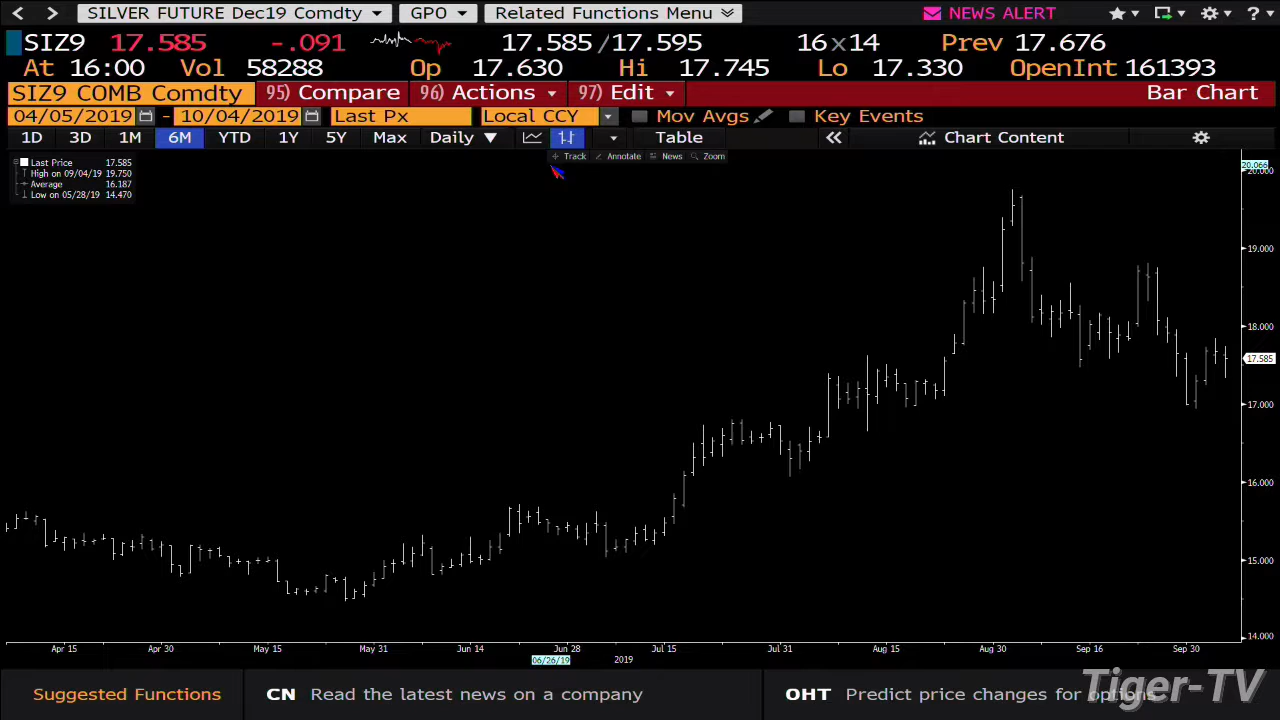 SILVER FUTURE Dec19 Comdty GPO Related Functions Menu NEWS ALERT ?
SIZ9 17.585 -.091 17.585/17.595 16x14 Prev 17.676
At 16:00 Vol 58288 Op 17.630 Hi 17.745 Lo 17.330 OpenInt 161393
SIZ9 COMB Comdty 95) Compare 96) Actions 97) Edit Bar Chart
04/05/2019 - 10/04/2019 Last Px Local CCY Mov Avgs Key Events
1D 3D 1M 6M YTD 1Y 5Y Max Daily Table Chart Content
Track Annotate News Zoom
Last Price 17.585
High on 09/04/19 19.750
Average 16.187
Low on 05/28/19 14.470
20.066
20.000
19.000
18.000
17.585
17.000
16.000
15.000
14.000
Apr 15 Apr 30 May 15 May 31 Jun 14 Jun 28 Jul 15 Jul 31 Aug 15 Aug 30 Sep 16 Sep 30
06/26/19 2019
Suggested Functions CN Read the latest news on a company OHT Predict price changes for options
Tiger-TV